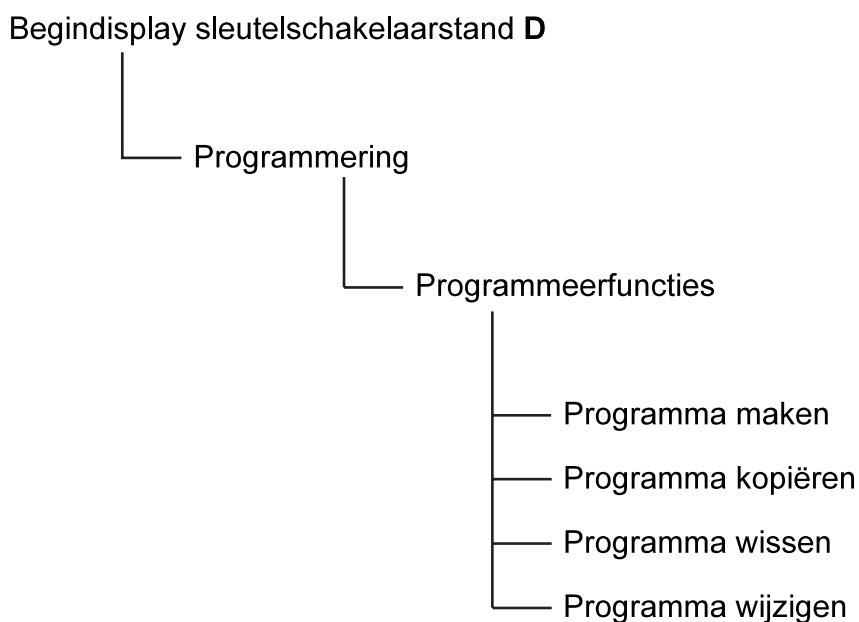 Begindisplay sleutelschakelaarstand D
Programmering
Programmeerfuncties
Programma maken
Programma kopiëren
Programma wissen
Programma wijzigen